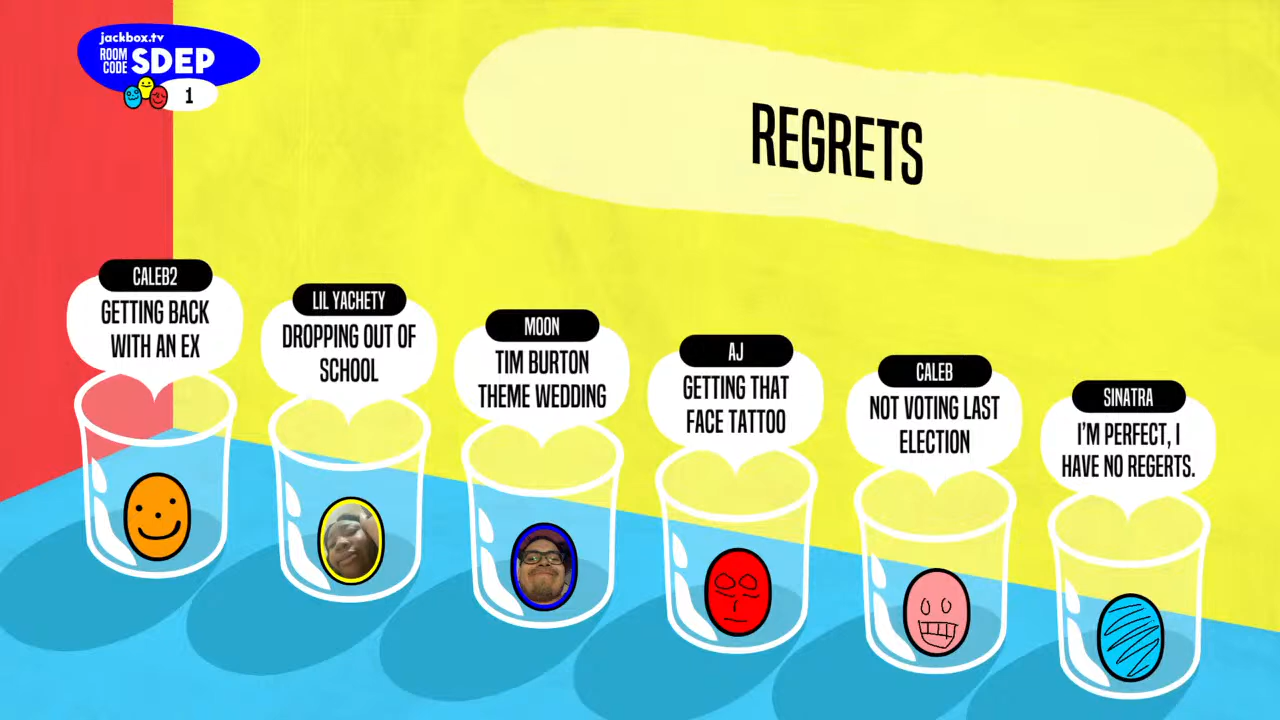 jackbox.tv
ROOM
CODE
SDEP
1
REGRETS
CALEB2
GETTING BACK
WITH AN EX
LIL YACHETY
DROPPING OUT OF
SCHOOL
MOON
TIM BURTON
THEME WEDDING
AJ
GETTING THAT
FACE TATTOO
CALEB
NOT VOTING LAST
ELECTION
SINATRA
I'M PERFECT, I
HAVE NO REGERTS.